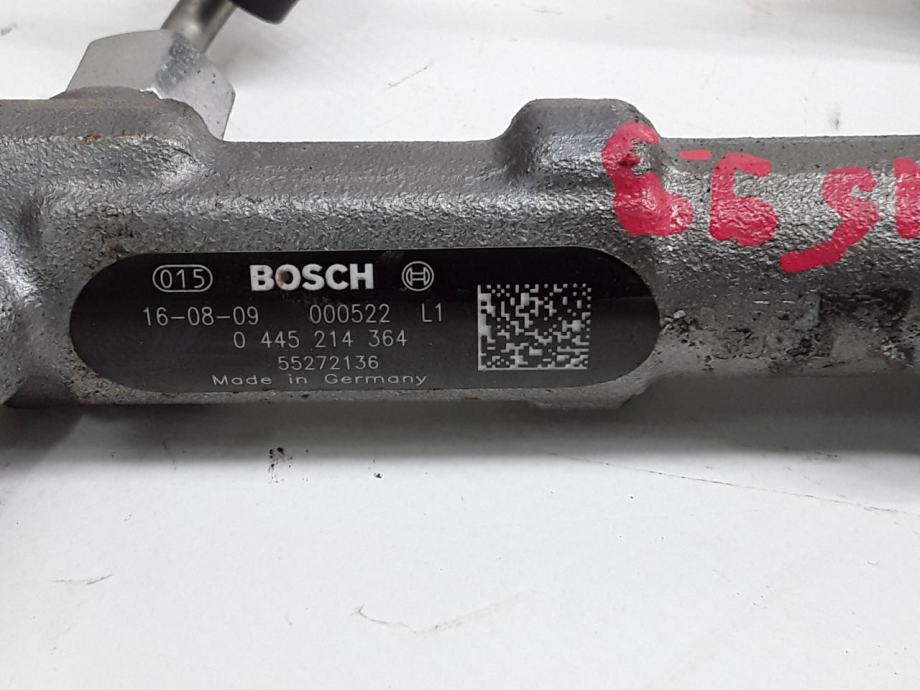 015 BOSCH
16-08-09 000522 L1
0 445 214 364
55272136
Made in Germany